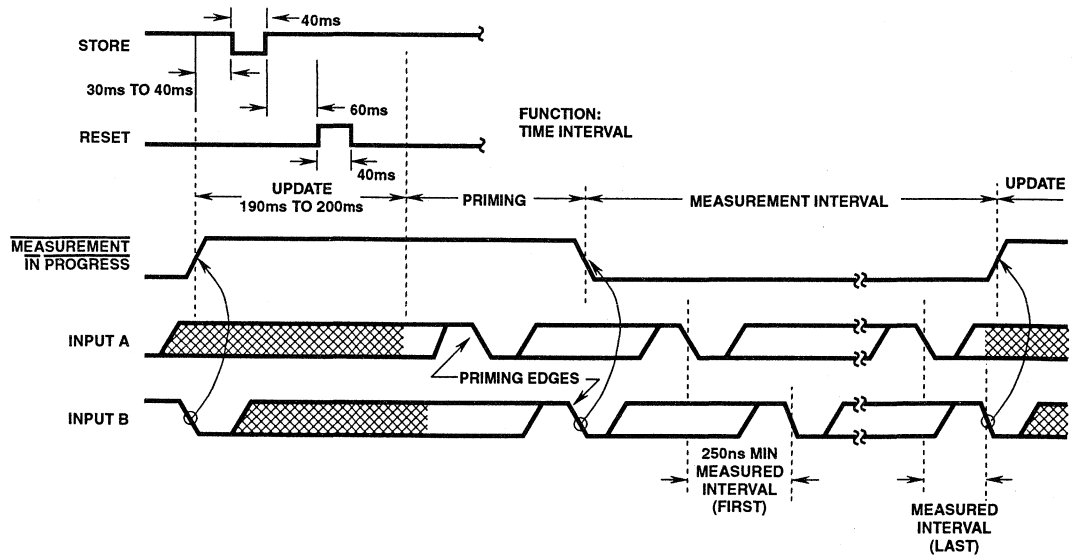 40ms
STORE
30ms TO 40ms
60ms
FUNCTION:
TIME INTERVAL
RESET
40ms
UPDATE
190ms TO 200ms
PRIMING
MEASUREMENT INTERVAL
UPDATE
MEASUREMENT
IN PROGRESS
INPUT A
PRIMING EDGES
INPUT B
250ns MIN
MEASURED
INTERVAL
(FIRST)
MEASURED
INTERVAL
(LAST)